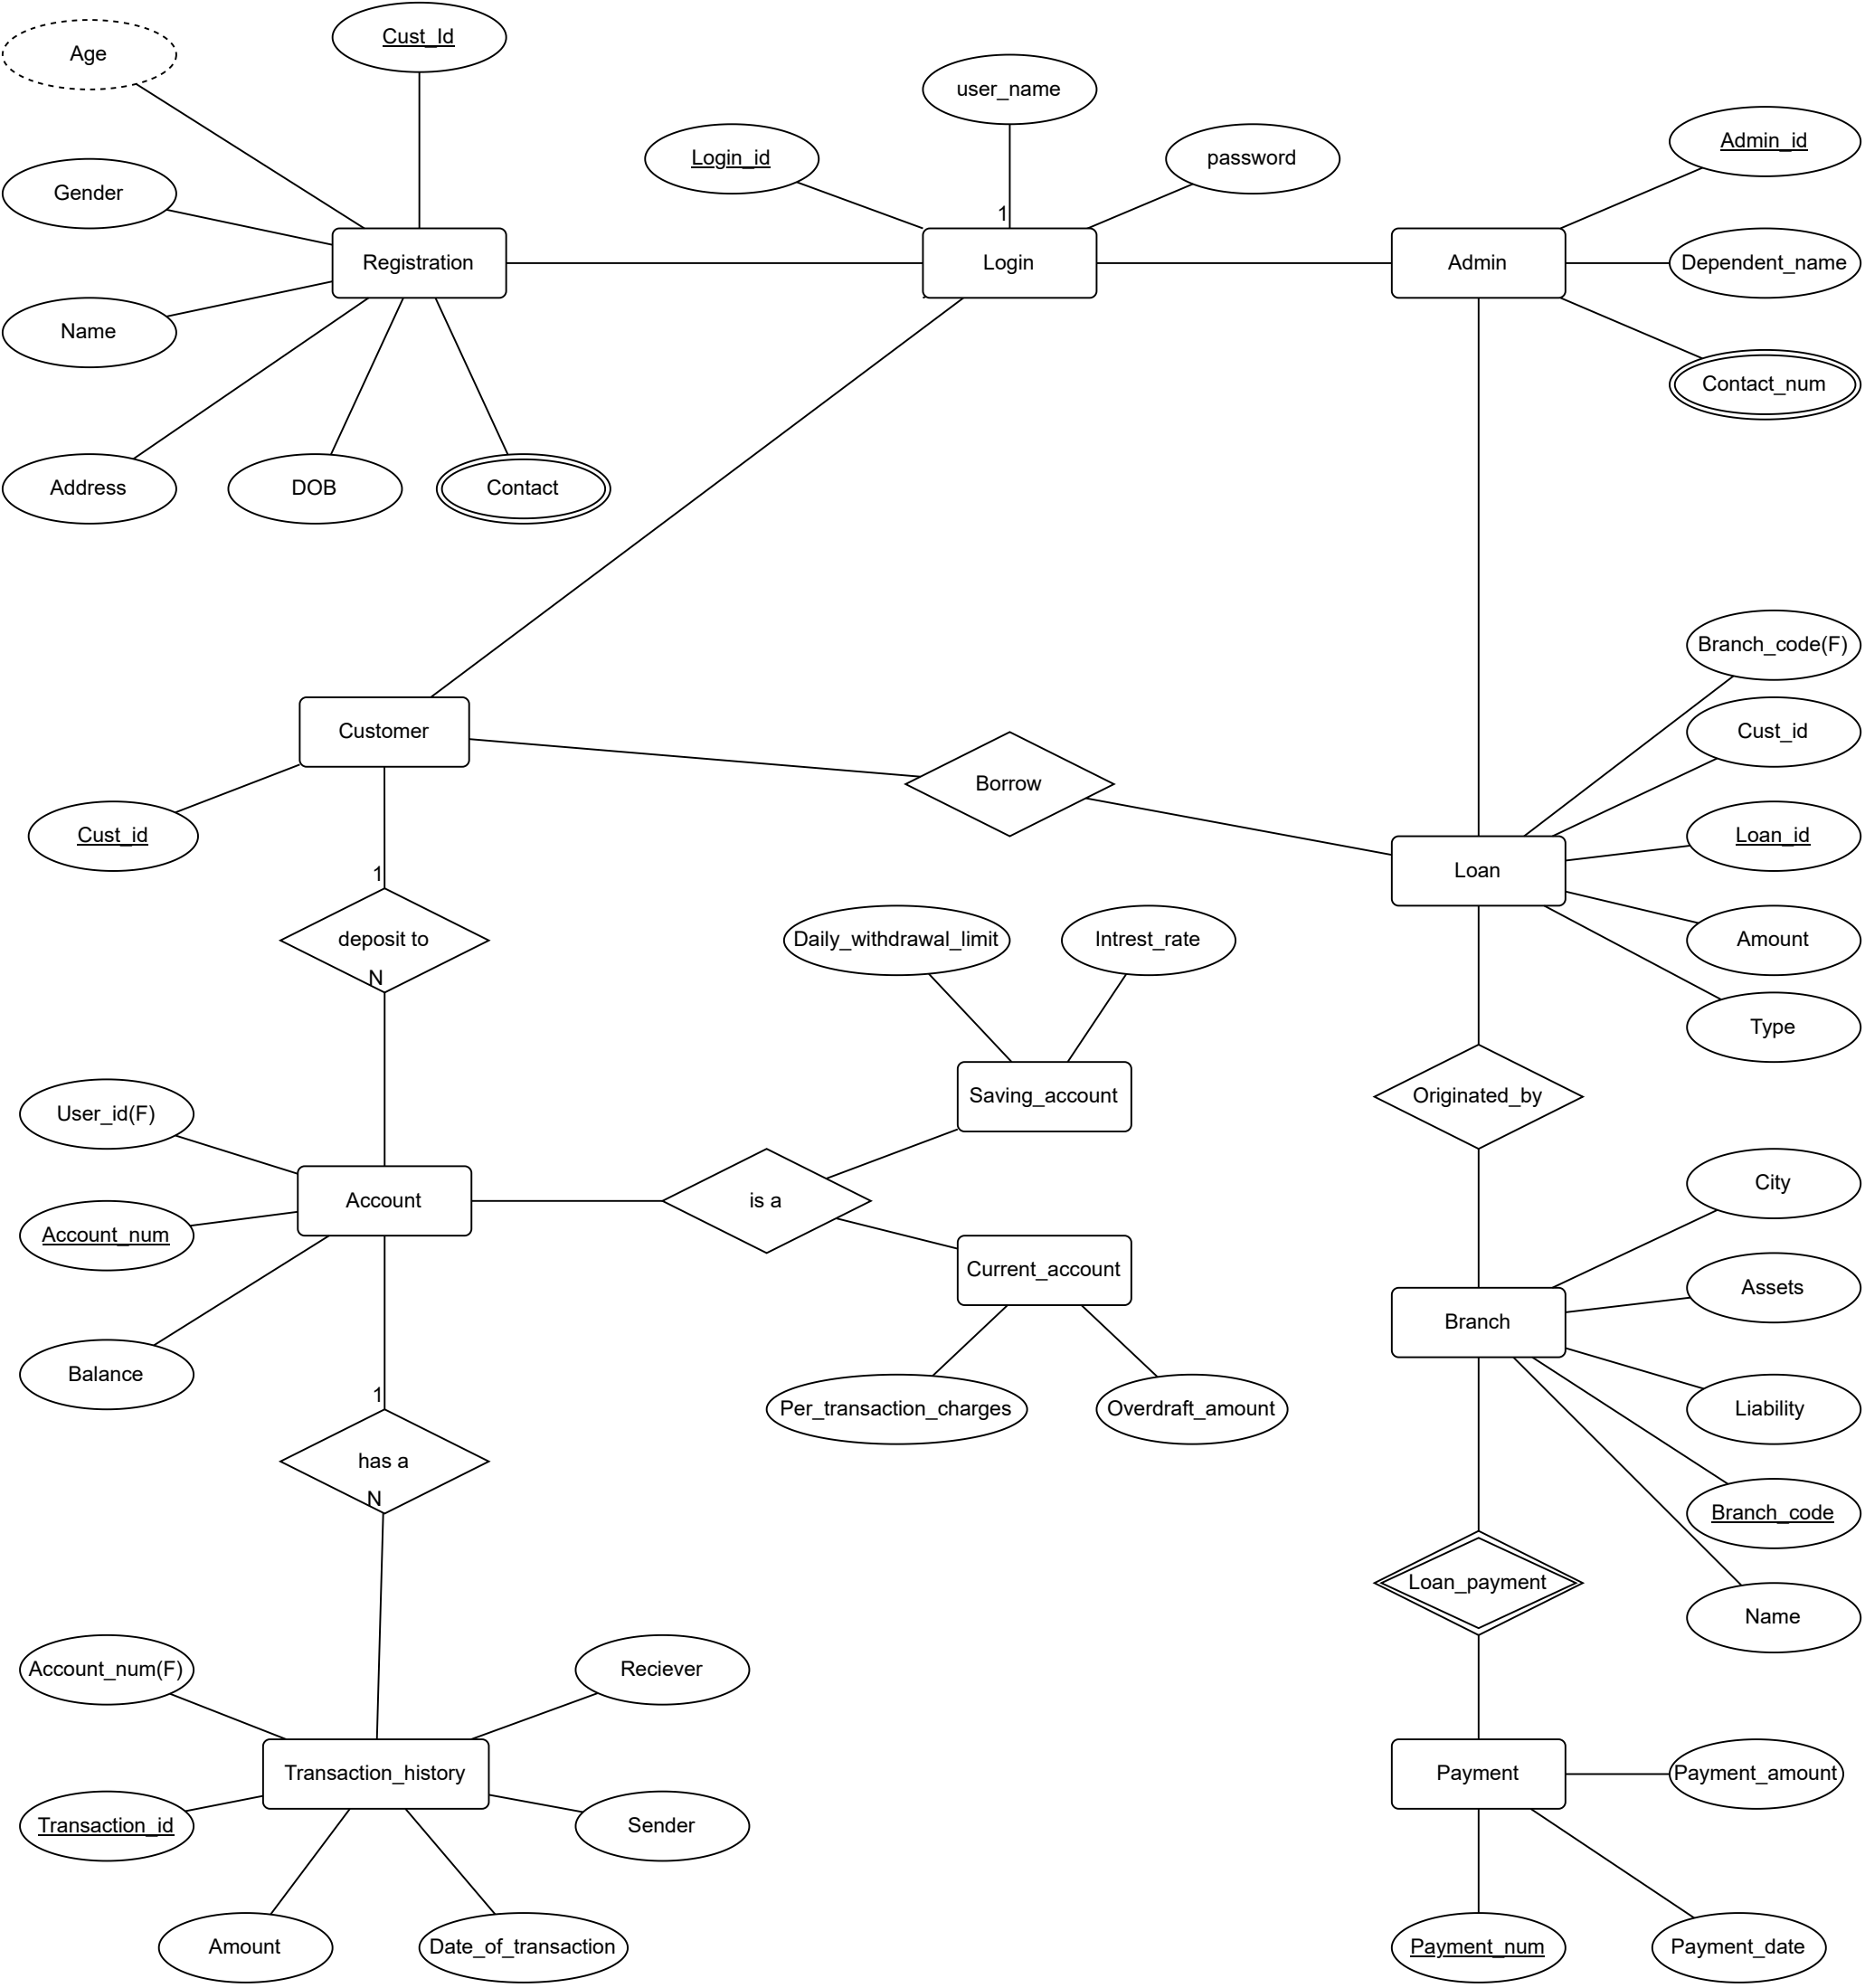 Cust_Id
Age
user_name
Admin_id
Login_id
password
Gender
1
Registration
Login
Admin
Dependent_name
Name
Contact_num
Address
DOB
Contact
Branch_code(F)
Customer
Cust_id
Borrow
Cust_id
Loan_id
1
Loan
deposit to
Daily_withdrawal_limit
Intrest_rate
Amount
N
Type
Saving_account
Originated_by
User_id(F)
City
Account
is a
Account_num
Current_account
Assets
Branch
Balance
1
Per_transaction_charges
Overdraft_amount
Liability
has a
N
Branch_code
Loan_payment
Name
Account_num(F)
Reciever
Transaction_history
Payment
Payment_amount
Transaction_id
Sender
Amount
Date_of_transaction
Payment_num
Payment_date